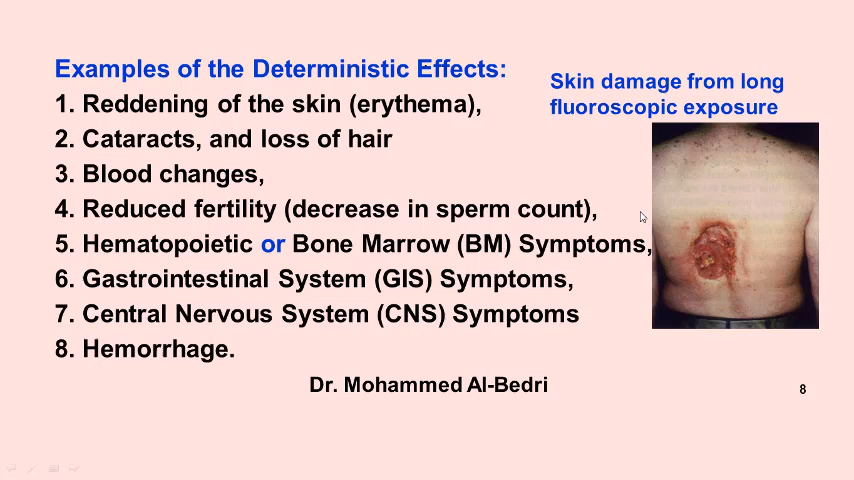 Examples of the Deterministic Effects:
1. Reddening of the skin (erythema),
2. Cataracts, and loss of hair
3. Blood changes,
4. Reduced fertility (decrease in sperm count),
5. Hematopoietic or Bone Marrow (BM) Symptoms,
6. Gastrointestinal System (GIS) Symptoms,
7. Central Nervous System (CNS) Symptoms
8. Hemorrhage.
Skin damage from long
fluoroscopic exposure
Dr. Mohammed Al-Bedri
8